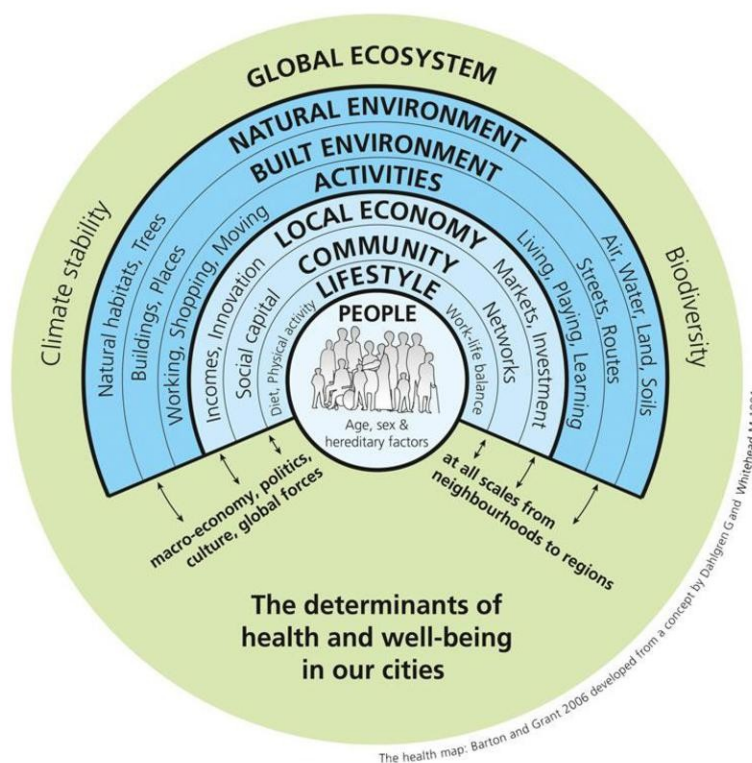 GLOBAL ECOSYSTEM
NATURAL ENVIRONMENT
BUILT ENVIRONMENT
ACTIVITIES
LOCAL ECONOMY
COMMUNITY
LIFESTYLE
PEOPLE
Climate stability
Natural habitats, Trees
Buildings, Places
Working, Shopping, Moving
Incomes, Innovation
Social capital
Diet, Physical activity
Work-life balance
Networks
Markets, Investment
Living, Playing, Learning
Streets, Routes
Air, Water, Land, Soils
Biodiversity
Age, sex &
hereditary factors
macro-economy, politics,
culture, global forces
at all scales from
neighbourhoods to regions
The determinants of
health and well-being
in our cities
The health map: Barton and Grant 2006 developed from a concept by Dahlgren G and Whitehead M